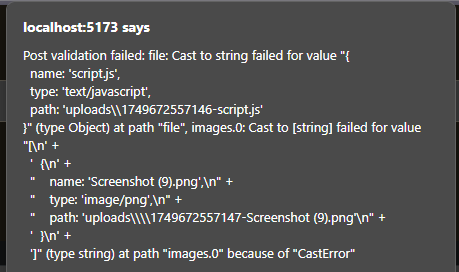 localhost:5173 says
Post validation failed: file: Cast to string failed for value "{
name: 'script.js',
type: 'text/javascript',
path: 'uploads\\1749672557146-script.js'
}" (type Object) at path "file", images.0: Cast to [string] failed for value
"[\n' +
'  {\n' +
"    name: 'Screenshot (9).png',\n" +
"    type: 'image/png',\n" +
"    path: 'uploads\\\\1749672557147-Screenshot (9).png'\n" +
'  }\n' +
']" (type string) at path "images.0" because of "CastError"